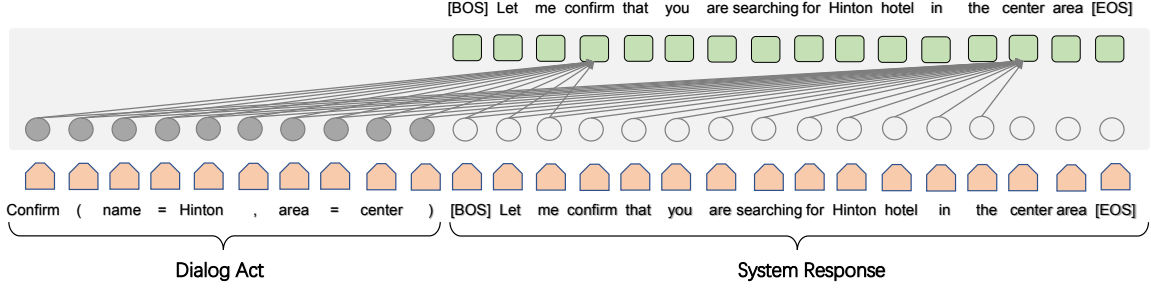 [BOS] Let me confirm that you are searching for Hinton hotel in the center area [EOS]
Confirm ( name = Hinton , area = center ) [BOS] Let me confirm that you are searching for Hinton hotel in the center area [EOS]
Dialog Act System Response